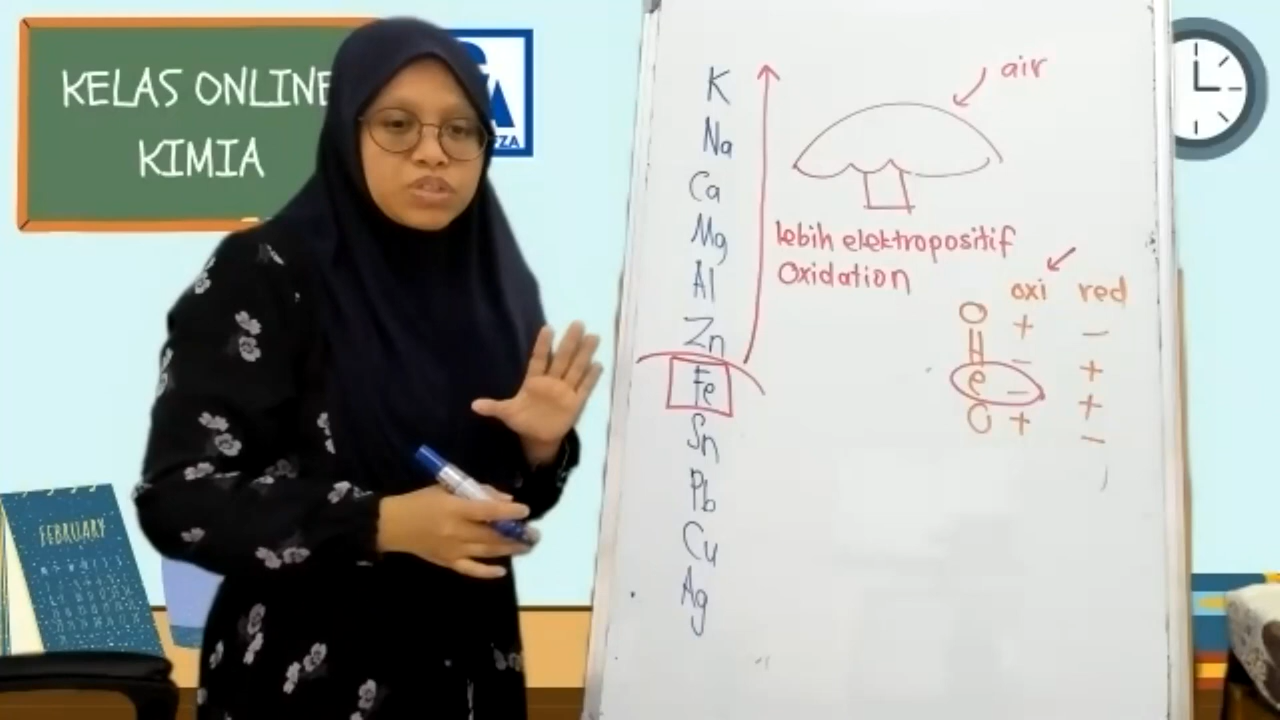 KELAS ONLINE
KIMIA
ZA
FEBRUARY
K
Na
Ca
Mg
Al
Zn
Fe
Sn
Pb
Cu
Ag
air
lebih elektropositif
Oxidation
oxi red
O + -
H - +
e - +
O + -